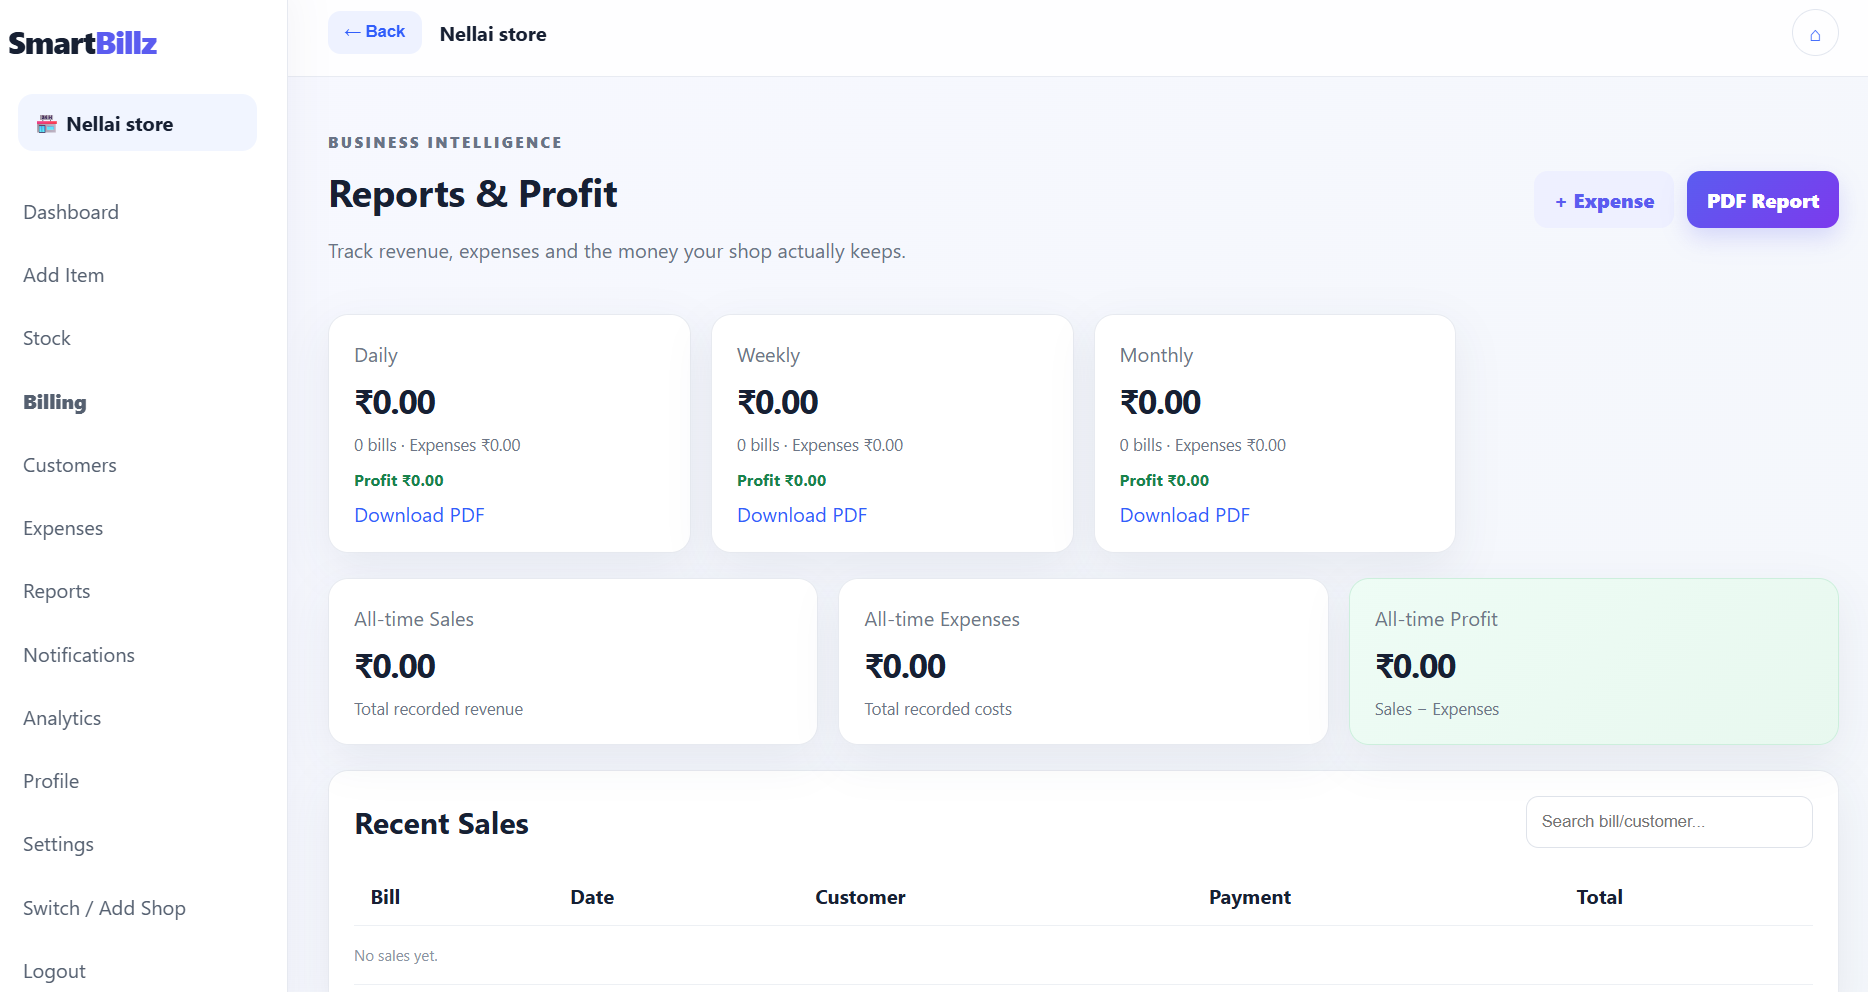 SmartBillz
Nellai store
Dashboard
Add Item
Stock
Billing
Customers
Expenses
Reports
Notifications
Analytics
Profile
Settings
Switch / Add Shop
Logout
← Back
Nellai store
BUSINESS INTELLIGENCE
Reports & Profit
Track revenue, expenses and the money your shop actually keeps.
+ Expense
PDF Report
Daily
₹0.00
0 bills · Expenses ₹0.00
Profit ₹0.00
Download PDF
Weekly
₹0.00
0 bills · Expenses ₹0.00
Profit ₹0.00
Download PDF
Monthly
₹0.00
0 bills · Expenses ₹0.00
Profit ₹0.00
Download PDF
All-time Sales
₹0.00
Total recorded revenue
All-time Expenses
₹0.00
Total recorded costs
All-time Profit
₹0.00
Sales − Expenses
Recent Sales
Search bill/customer...
Bill Date Customer Payment Total
No sales yet.